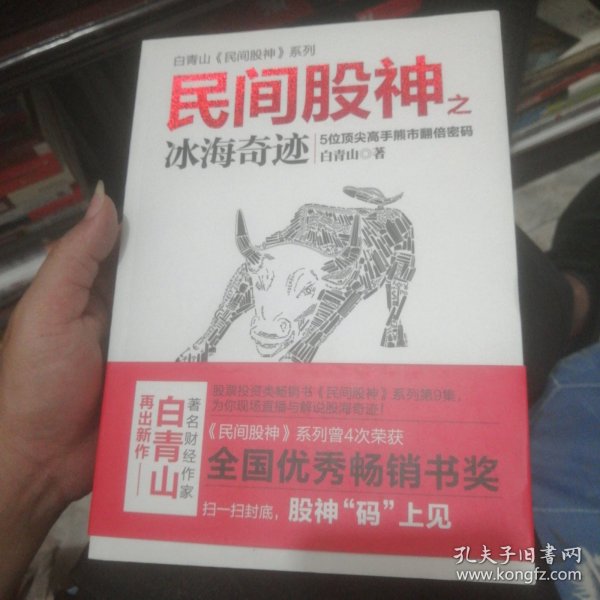 白青山《民间股神》系列
民间股神之
冰海奇迹
5位顶尖高手熊市翻倍密码
白青山◎著
著名财经作家
白青山
再出新作——
股票投资类畅销书《民间股神》系列第9集，
为你现场直播与解说股海奇迹！
《民间股神》系列曾4次荣获
全国优秀畅销书奖
扫一扫封底，股神“码”上见
孔夫子旧书网
www.kongfz.com